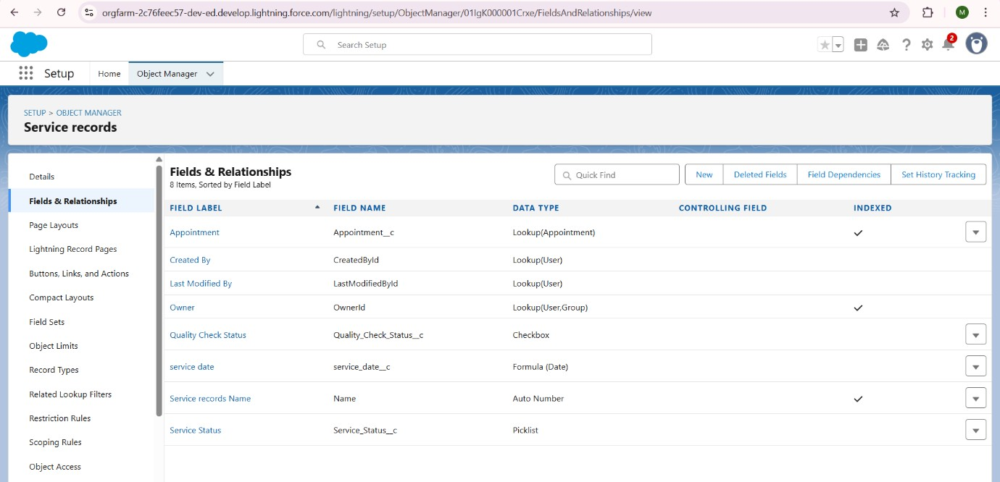 orgfarm-2c76feec57-dev-ed.develop.lightning.force.com/lightning/setup/ObjectManager/01IgK000001Crxe/FieldsAndRelationships/view
M
Search Setup
2
Setup
Home
Object Manager
SETUP > OBJECT MANAGER
Service records
Details
Fields & Relationships
Page Layouts
Lightning Record Pages
Buttons, Links, and Actions
Compact Layouts
Field Sets
Object Limits
Record Types
Related Lookup Filters
Restriction Rules
Scoping Rules
Object Access
Fields & Relationships
8 Items, Sorted by Field Label
Quick Find
New
Deleted Fields
Field Dependencies
Set History Tracking
FIELD LABEL FIELD NAME DATA TYPE CONTROLLING FIELD INDEXED
Appointment Appointment__c Lookup(Appointment)
Created By CreatedById Lookup(User)
Last Modified By LastModifiedById Lookup(User)
Owner OwnerId Lookup(User,Group)
Quality Check Status Quality_Check_Status__c Checkbox
service date service_date__c Formula (Date)
Service records Name Name Auto Number
Service Status Service_Status__c Picklist